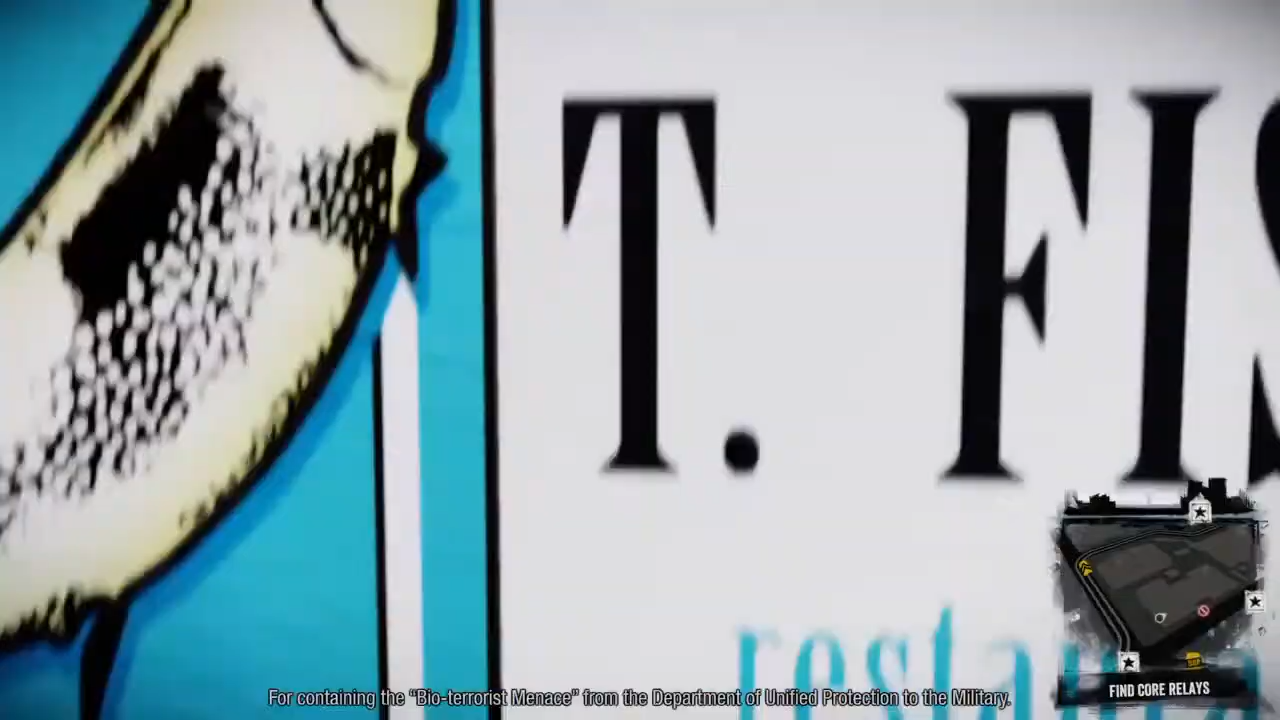 T. FIS
resta
FIND CORE RELAYS
For containing the “Bio-terrorist Menace” from the Department of Unified Protection to the Military.